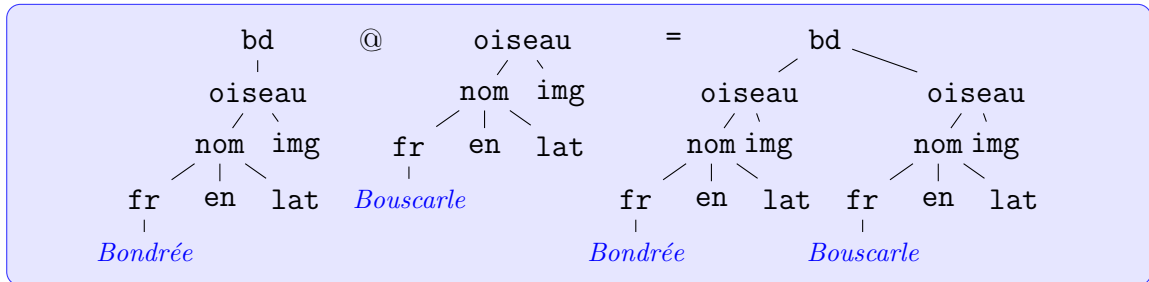 bd @ oiseau = bd
oiseau nom img oiseau oiseau
nom img fr en lat nom img nom img
fr en lat Bouscarle fr en lat fr en lat
Bondrée Bondrée Bouscarle